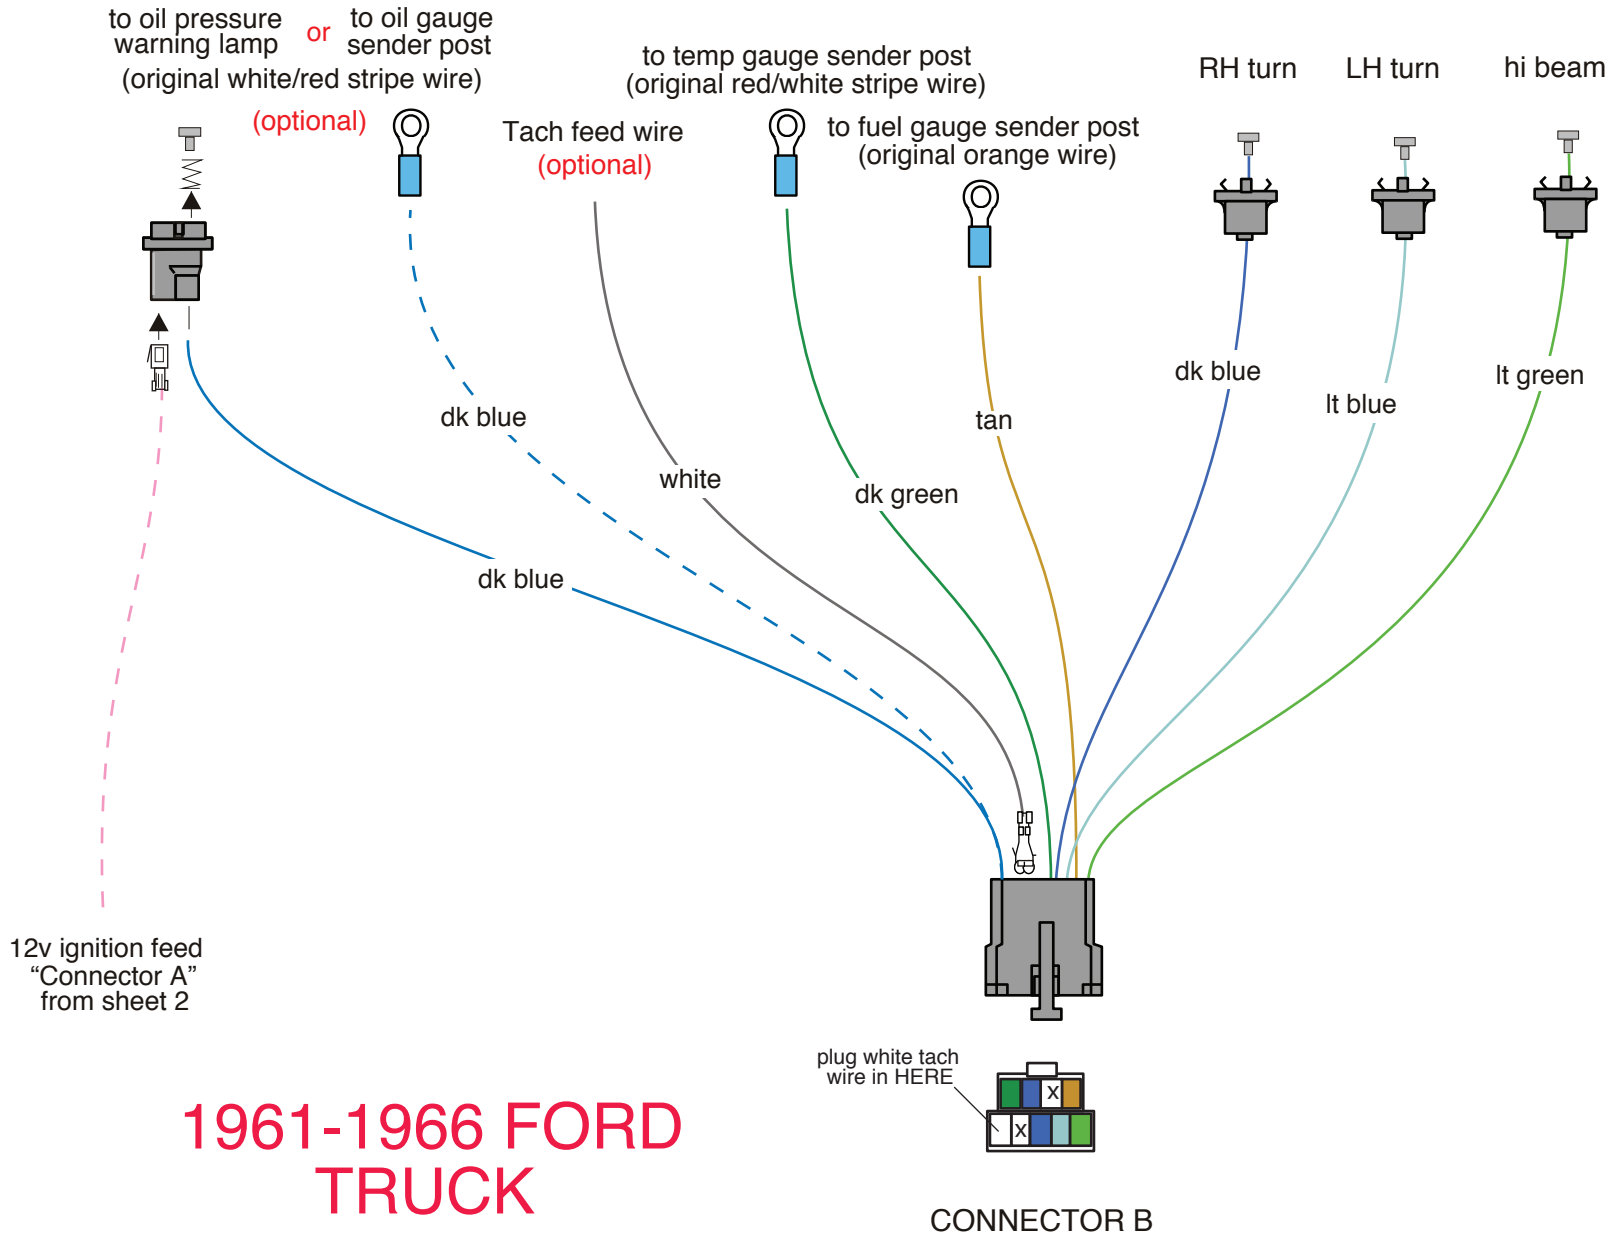 to oil pressure
warning lamp
or
to oil gauge
sender post
(original white/red stripe wire)
(optional)
Tach feed wire
(optional)
to temp gauge sender post
(original red/white stripe wire)
to fuel gauge sender post
(original orange wire)
RH turn
LH turn
hi beam
dk blue
lt green
lt blue
dk blue
tan
white
dk green
dk blue
12v ignition feed
“Connector A”
from sheet 2
plug white tach
wire in HERE
X
X
1961-1966 FORD
TRUCK
CONNECTOR B